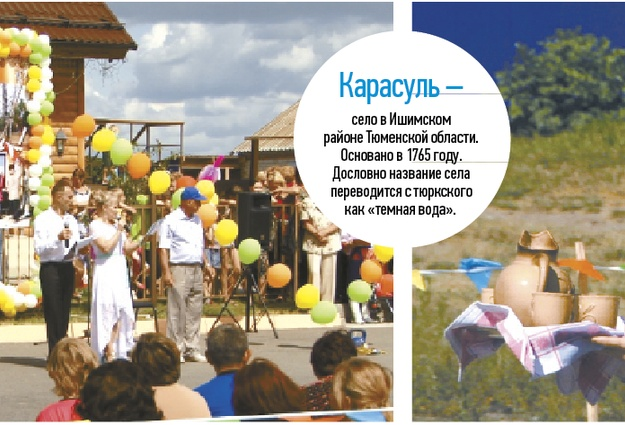 Карасуль –
село в Ишимском
районе Тюменской области.
Основано в 1765 году.
Дословно название села
переводится с тюркского
как «темная вода».